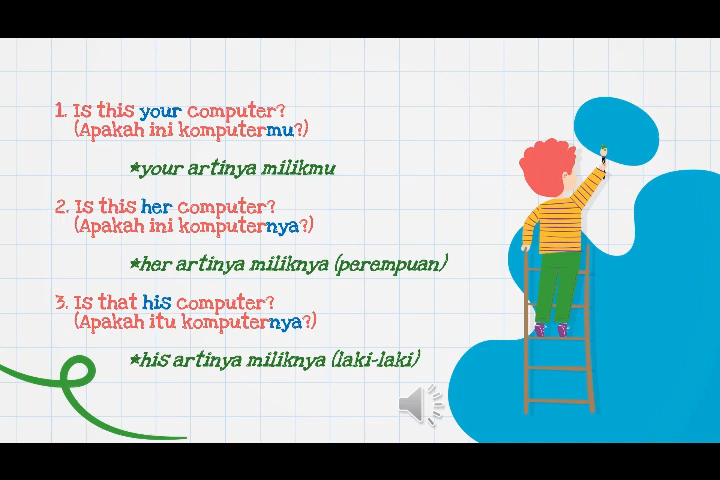 1. Is this your computer?
(Apakah ini komputermu?)
*your artinya milikmu
2. Is this her computer?
(Apakah ini komputernya?)
*her artinya miliknya (perempuan)
3. Is that his computer?
(Apakah itu komputernya?)
*his artinya miliknya (laki-laki)